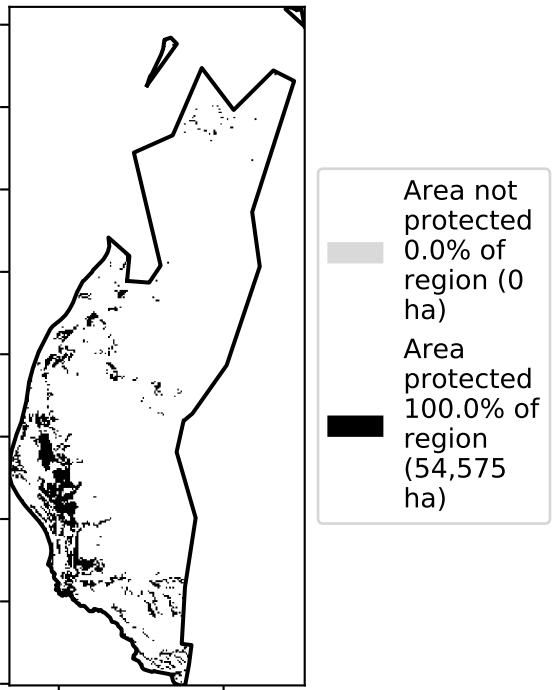 Area not
protected
0.0% of
region (0
ha)
Area
protected
100.0% of
region
(54,575
ha)